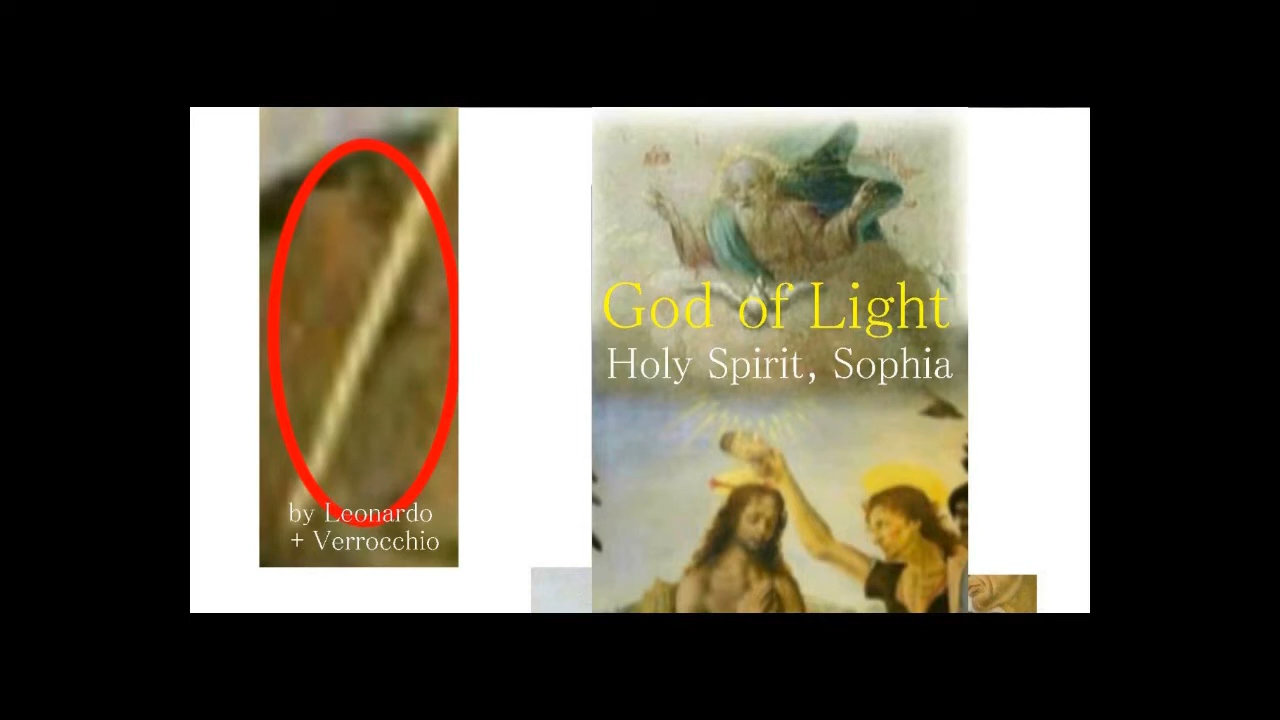 by Leonardo
+ Verrocchio
God of Light
Holy Spirit, Sophia